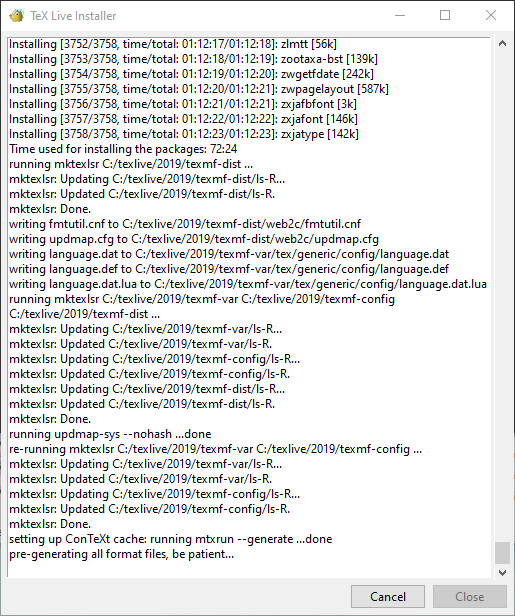 TeX Live Installer
Installing [3752/3758, time/total: 01:12:17/01:12:18]: zlmtt [56k]
Installing [3753/3758, time/total: 01:12:18/01:12:19]: zootaxa-bst [139k]
Installing [3754/3758, time/total: 01:12:19/01:12:20]: zwgetfdate [242k]
Installing [3755/3758, time/total: 01:12:20/01:12:21]: zwpagelayout [587k]
Installing [3756/3758, time/total: 01:12:21/01:12:21]: zxjafbfont [3k]
Installing [3757/3758, time/total: 01:12:22/01:12:22]: zxjafont [146k]
Installing [3758/3758, time/total: 01:12:23/01:12:23]: zxjatype [142k]
Time used for installing the packages: 72:24
running mktexlsr C:/texlive/2019/texmf-dist ...
mktexlsr: Updating C:/texlive/2019/texmf-dist/ls-R...
mktexlsr: Updated C:/texlive/2019/texmf-dist/ls-R.
mktexlsr: Done.
writing fmtutil.cnf to C:/texlive/2019/texmf-dist/web2c/fmtutil.cnf
writing updmap.cfg to C:/texlive/2019/texmf-dist/web2c/updmap.cfg
writing language.dat to C:/texlive/2019/texmf-var/tex/generic/config/language.dat
writing language.def to C:/texlive/2019/texmf-var/tex/generic/config/language.def
writing language.dat.lua to C:/texlive/2019/texmf-var/tex/generic/config/language.dat.lua
running mktexlsr C:/texlive/2019/texmf-var C:/texlive/2019/texmf-config
C:/texlive/2019/texmf-dist ...
mktexlsr: Updating C:/texlive/2019/texmf-var/ls-R...
mktexlsr: Updated C:/texlive/2019/texmf-var/ls-R.
mktexlsr: Updating C:/texlive/2019/texmf-config/ls-R...
mktexlsr: Updated C:/texlive/2019/texmf-config/ls-R.
mktexlsr: Updating C:/texlive/2019/texmf-dist/ls-R...
mktexlsr: Updated C:/texlive/2019/texmf-dist/ls-R.
mktexlsr: Done.
running updmap-sys --nohash ...done
re-running mktexlsr C:/texlive/2019/texmf-var C:/texlive/2019/texmf-config ...
mktexlsr: Updating C:/texlive/2019/texmf-var/ls-R...
mktexlsr: Updated C:/texlive/2019/texmf-var/ls-R.
mktexlsr: Updating C:/texlive/2019/texmf-config/ls-R...
mktexlsr: Updated C:/texlive/2019/texmf-config/ls-R.
mktexlsr: Done.
setting up ConTeXt cache: running mtxrun --generate ...done
pre-generating all format files, be patient...
Cancel
Close